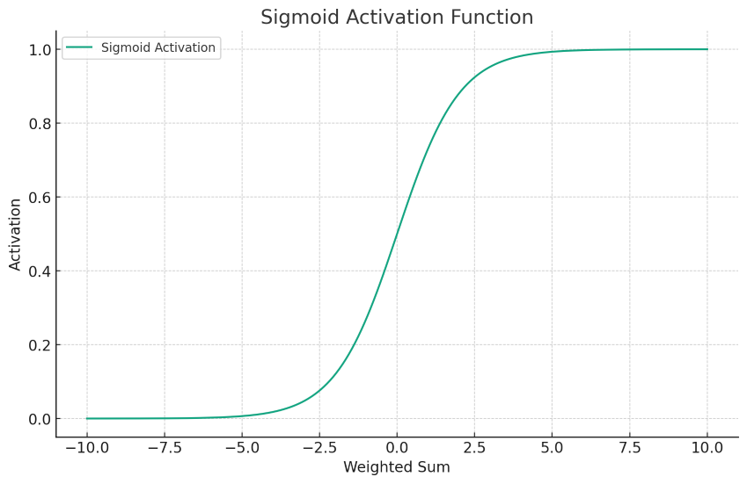 Sigmoid Activation Function
Sigmoid Activation
1.0
0.8
0.6
0.4
0.2
0.0
Activation
−10.0 −7.5 −5.0 −2.5 0.0 2.5 5.0 7.5 10.0
Weighted Sum